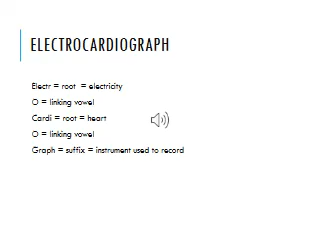 ELECTROCARDIOGRAPH
Electr = root = electricity
O = linking vowel
Cardi = root = heart
O = linking vowel
Graph = suffix = instrument used to record